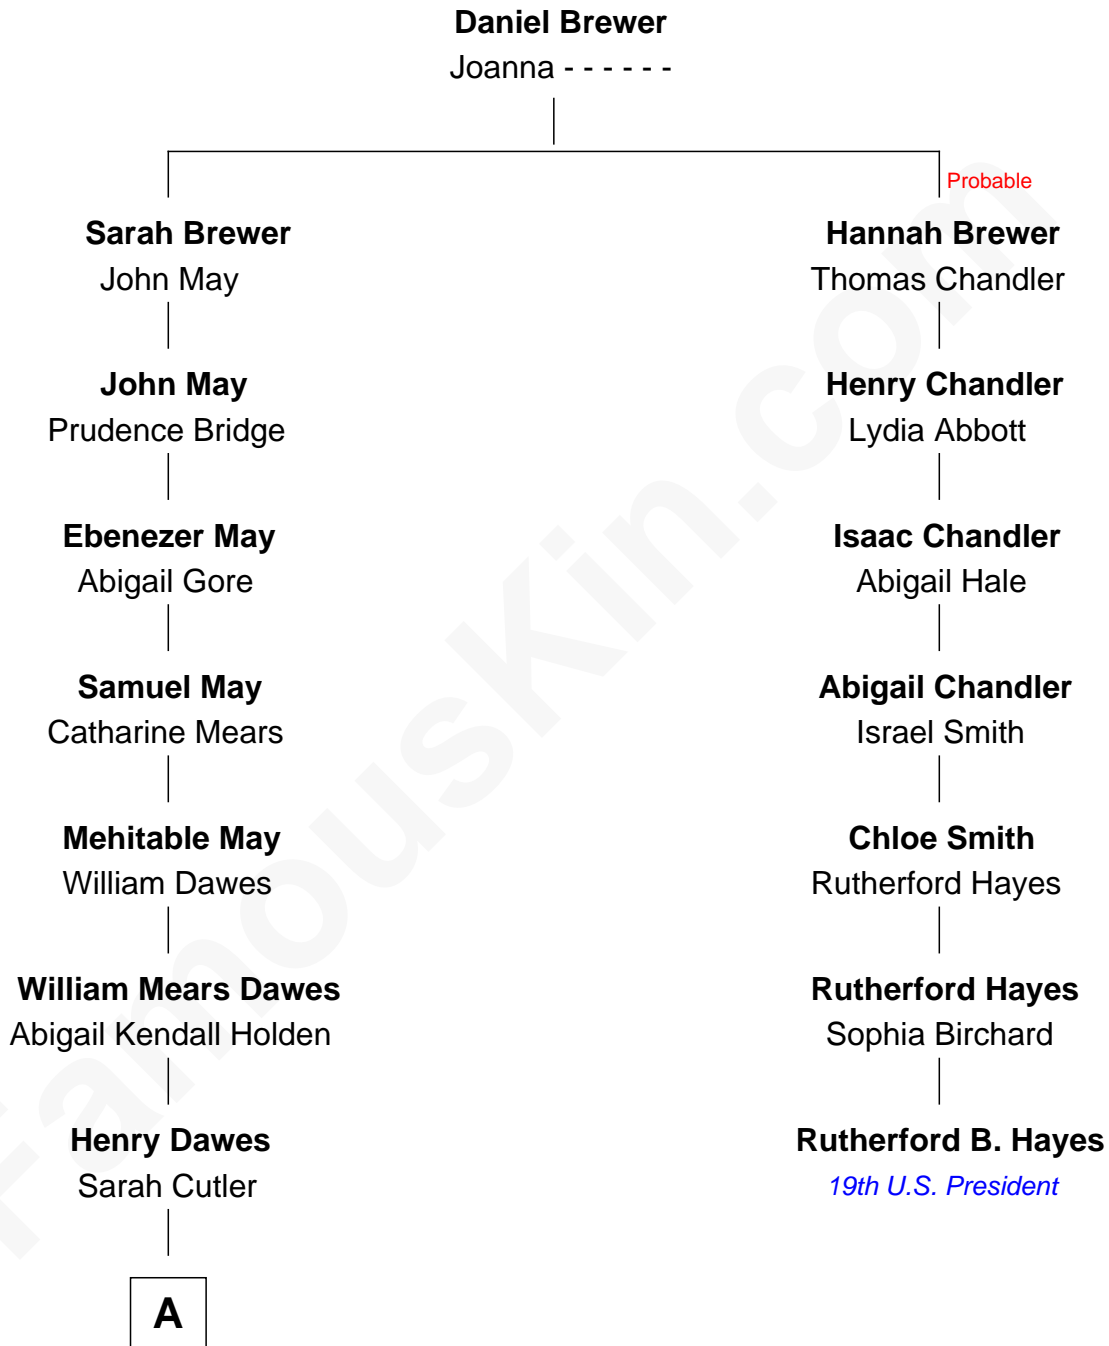 Daniel Brewer
Joanna - - - - - -
Probable
Sarah Brewer
John May
Hannah Brewer
Thomas Chandler
John May
Prudence Bridge
Henry Chandler
Lydia Abbott
Ebenezer May
Abigail Gore
Isaac Chandler
Abigail Hale
Samuel May
Catharine Mears
Abigail Chandler
Israel Smith
Mehitable May
William Dawes
Chloe Smith
Rutherford Hayes
William Mears Dawes
Abigail Kendall Holden
Rutherford Hayes
Sophia Birchard
Henry Dawes
Sarah Cutler
Rutherford B. Hayes
19th U.S. President
A
FamousKin.com